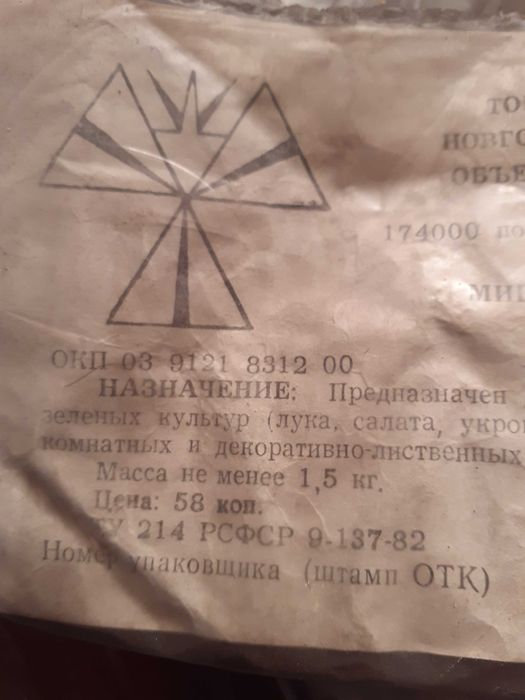 ТО
НОВГО
ОБЪЕ
174000 по
МИ
ОКП 03 9121 8312 00
НАЗНАЧЕНИЕ: Предназначен
зеленых культур (лука, салата, укро
комнатных и декоративно-лиственных
Масса не менее 1,5 кг.
Цена: 58 коп.
ТУ 214 РСФСР 9-137-82
Номер упаковщика (штамп ОТК)